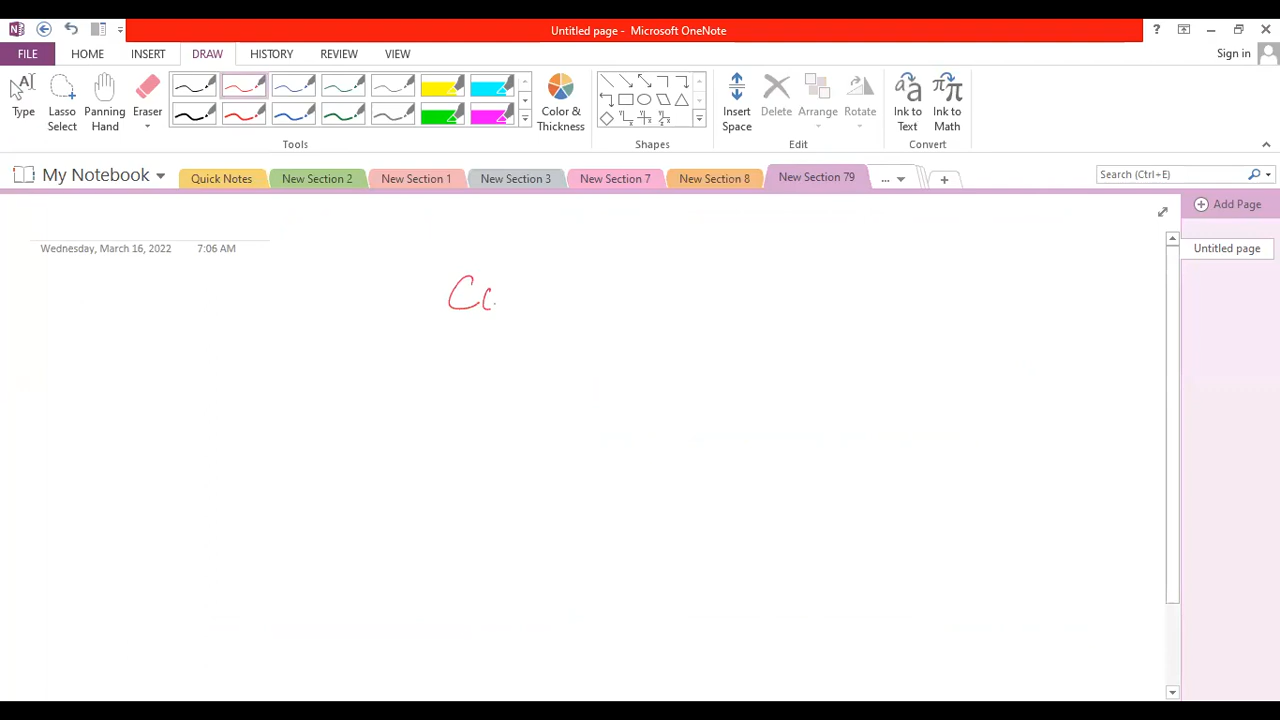 Untitled page - Microsoft OneNote
?
FILE HOME INSERT DRAW HISTORY REVIEW VIEW Sign in
Type Lasso Select Panning Hand Eraser Color & Thickness Insert Space Delete Arrange Rotate Ink to Text Ink to Math
Tools Shapes Edit Convert
My Notebook Quick Notes New Section 2 New Section 1 New Section 3 New Section 7 New Section 8 New Section 79 ... Search (Ctrl+E)
Add Page
Wednesday, March 16, 2022 7:06 AM Untitled page